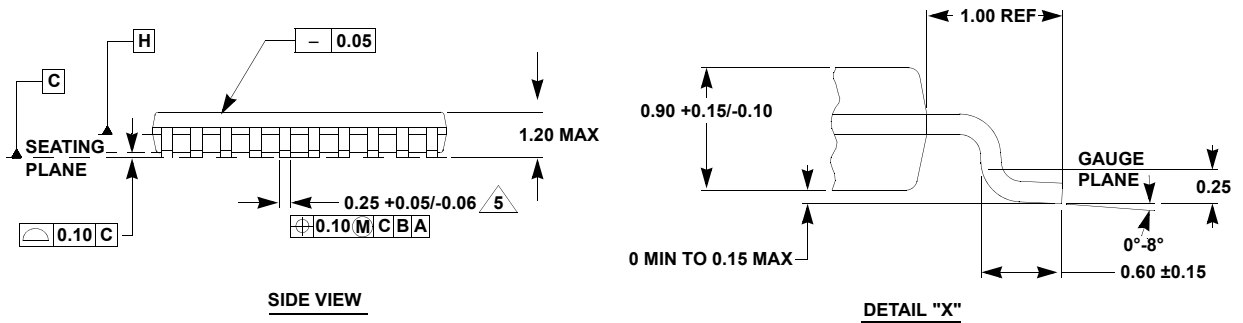 H
– 0.05
C
SEATING
PLANE
1.20 MAX
0.25 +0.05/-0.06 5
⌖ 0.10 Ⓜ C B A
⌓ 0.10 C
SIDE VIEW
1.00 REF
0.90 +0.15/-0.10
GAUGE
PLANE
0.25
0 MIN TO 0.15 MAX
0°-8°
0.60 ±0.15
DETAIL "X"